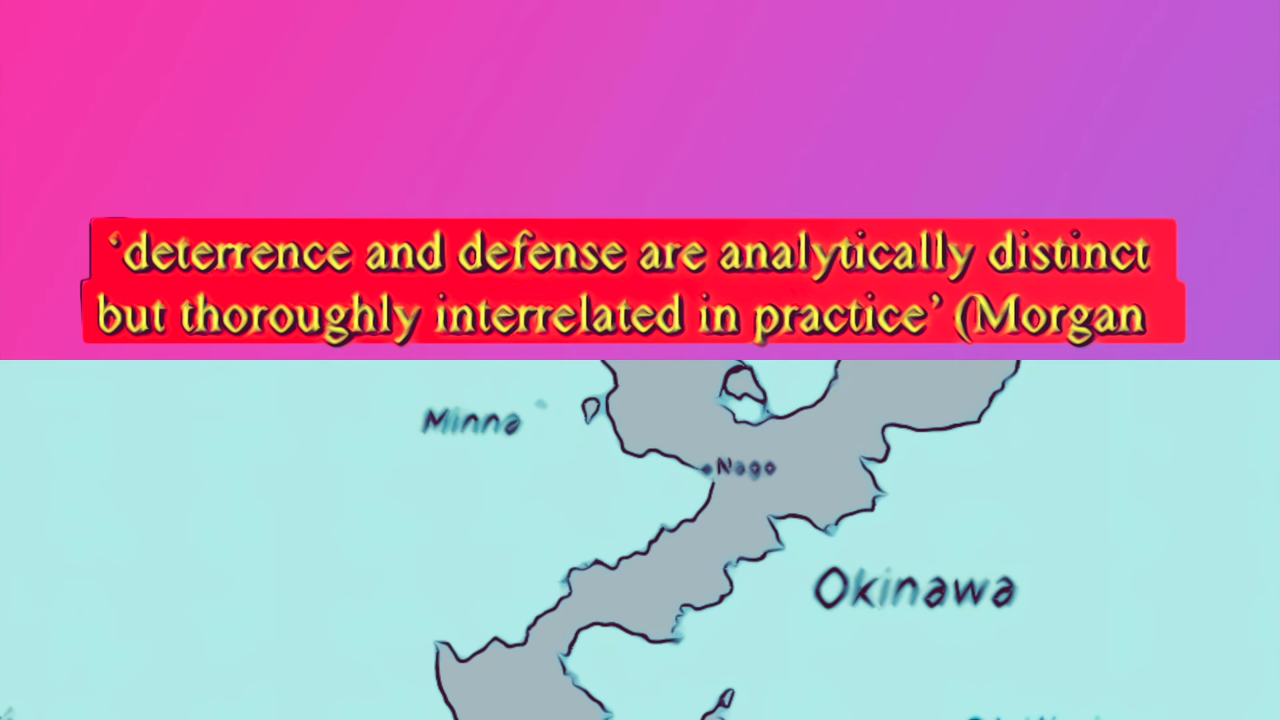 ‘deterrence and defense are analytically distinct
but thoroughly interrelated in practice’ (Morgan
Minna
Nago
Okinawa